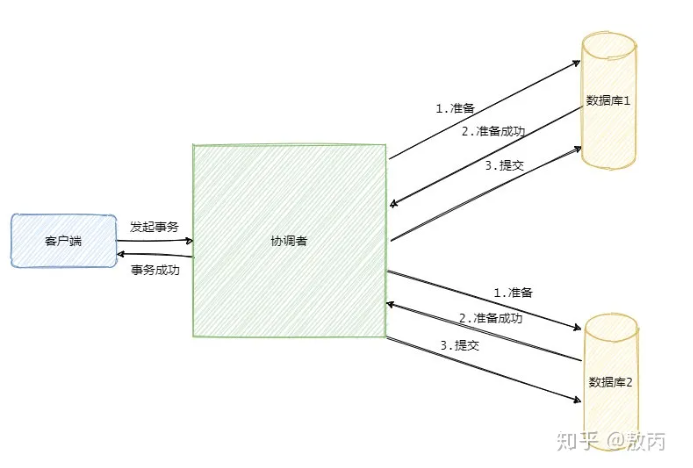 客户端
发起事务
事务成功
协调者
1.准备
2.准备成功
3.提交
数据库1
1.准备
2.准备成功
3.提交
数据库2
知乎 @敖丙